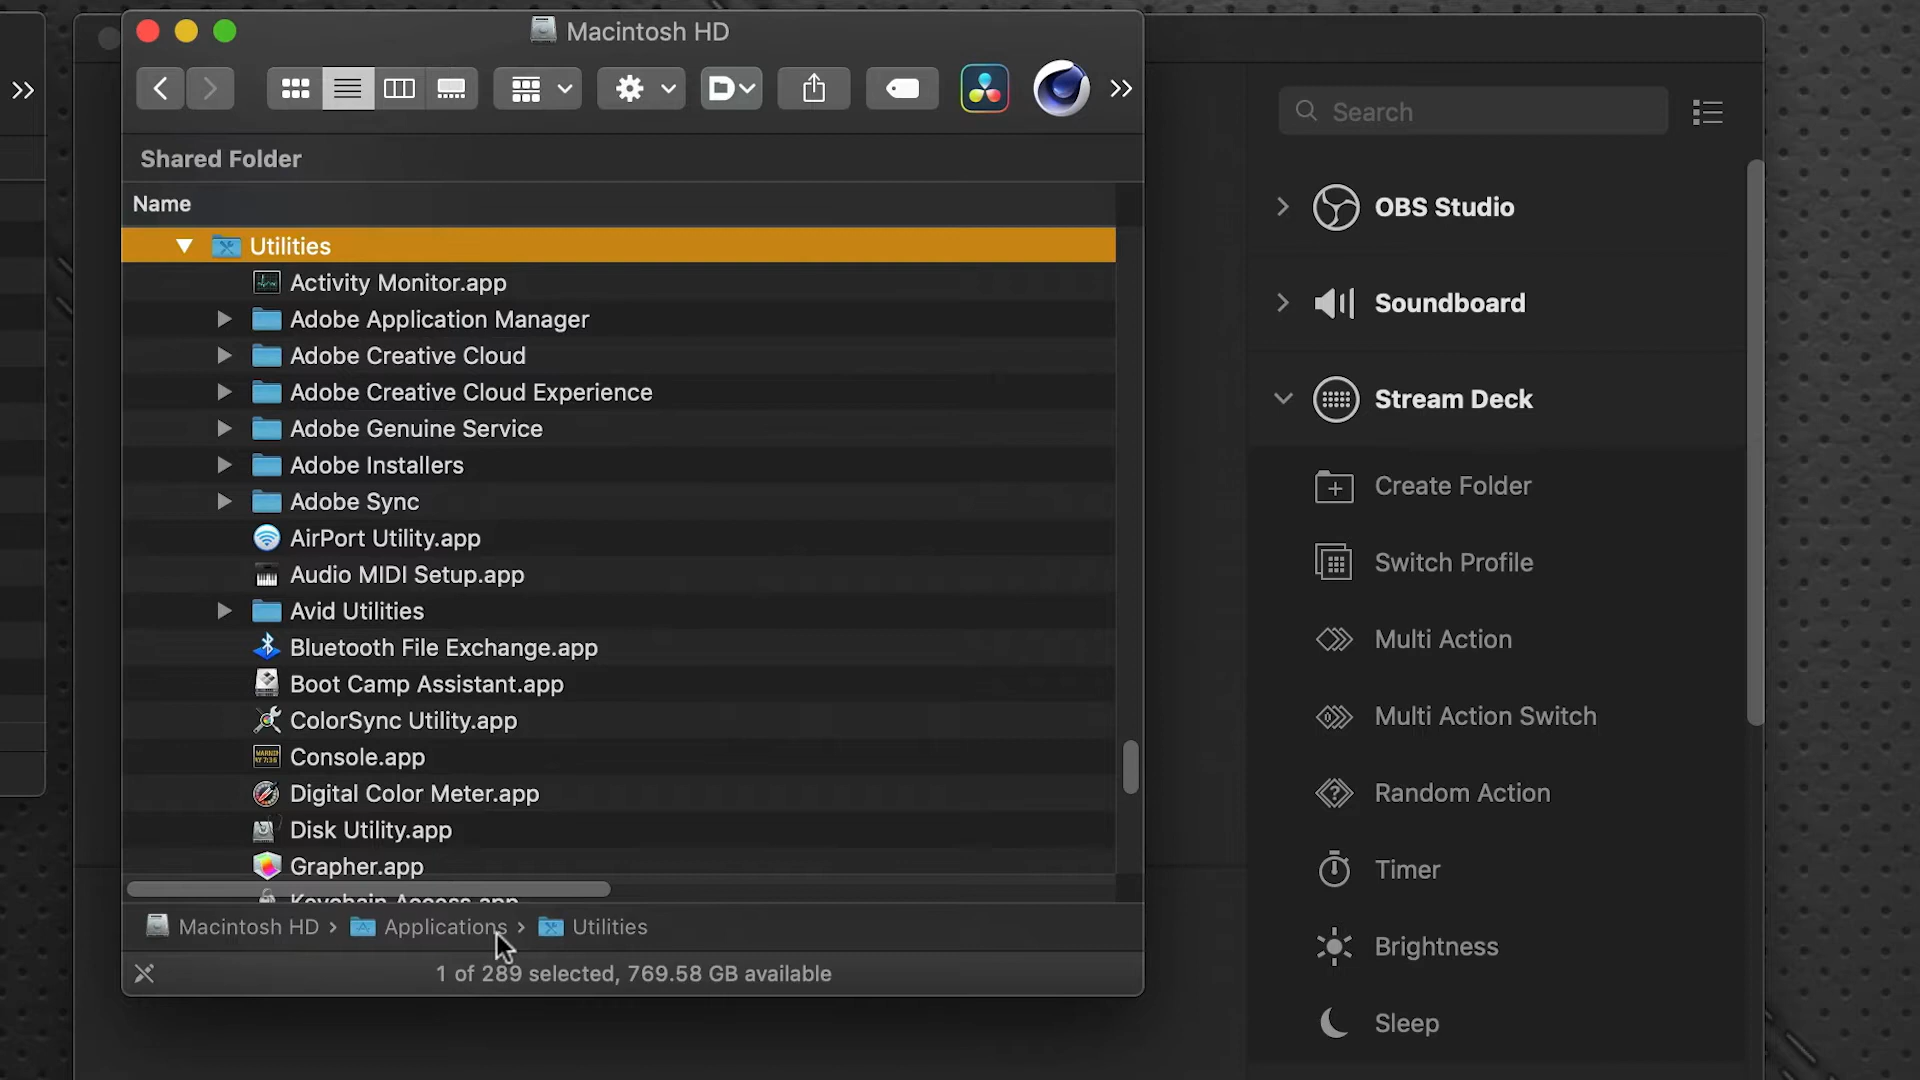 Macintosh HD
Shared Folder
Name
Utilities
Activity Monitor.app
Adobe Application Manager
Adobe Creative Cloud
Adobe Creative Cloud Experience
Adobe Genuine Service
Adobe Installers
Adobe Sync
AirPort Utility.app
Audio MIDI Setup.app
Avid Utilities
Bluetooth File Exchange.app
Boot Camp Assistant.app
ColorSync Utility.app
Console.app
Digital Color Meter.app
Disk Utility.app
Grapher.app
Keychain Access.app
Macintosh HD › Applications › Utilities
1 of 289 selected, 769.58 GB available
Search
OBS Studio
Soundboard
Stream Deck
Create Folder
Switch Profile
Multi Action
Multi Action Switch
Random Action
Timer
Brightness
Sleep